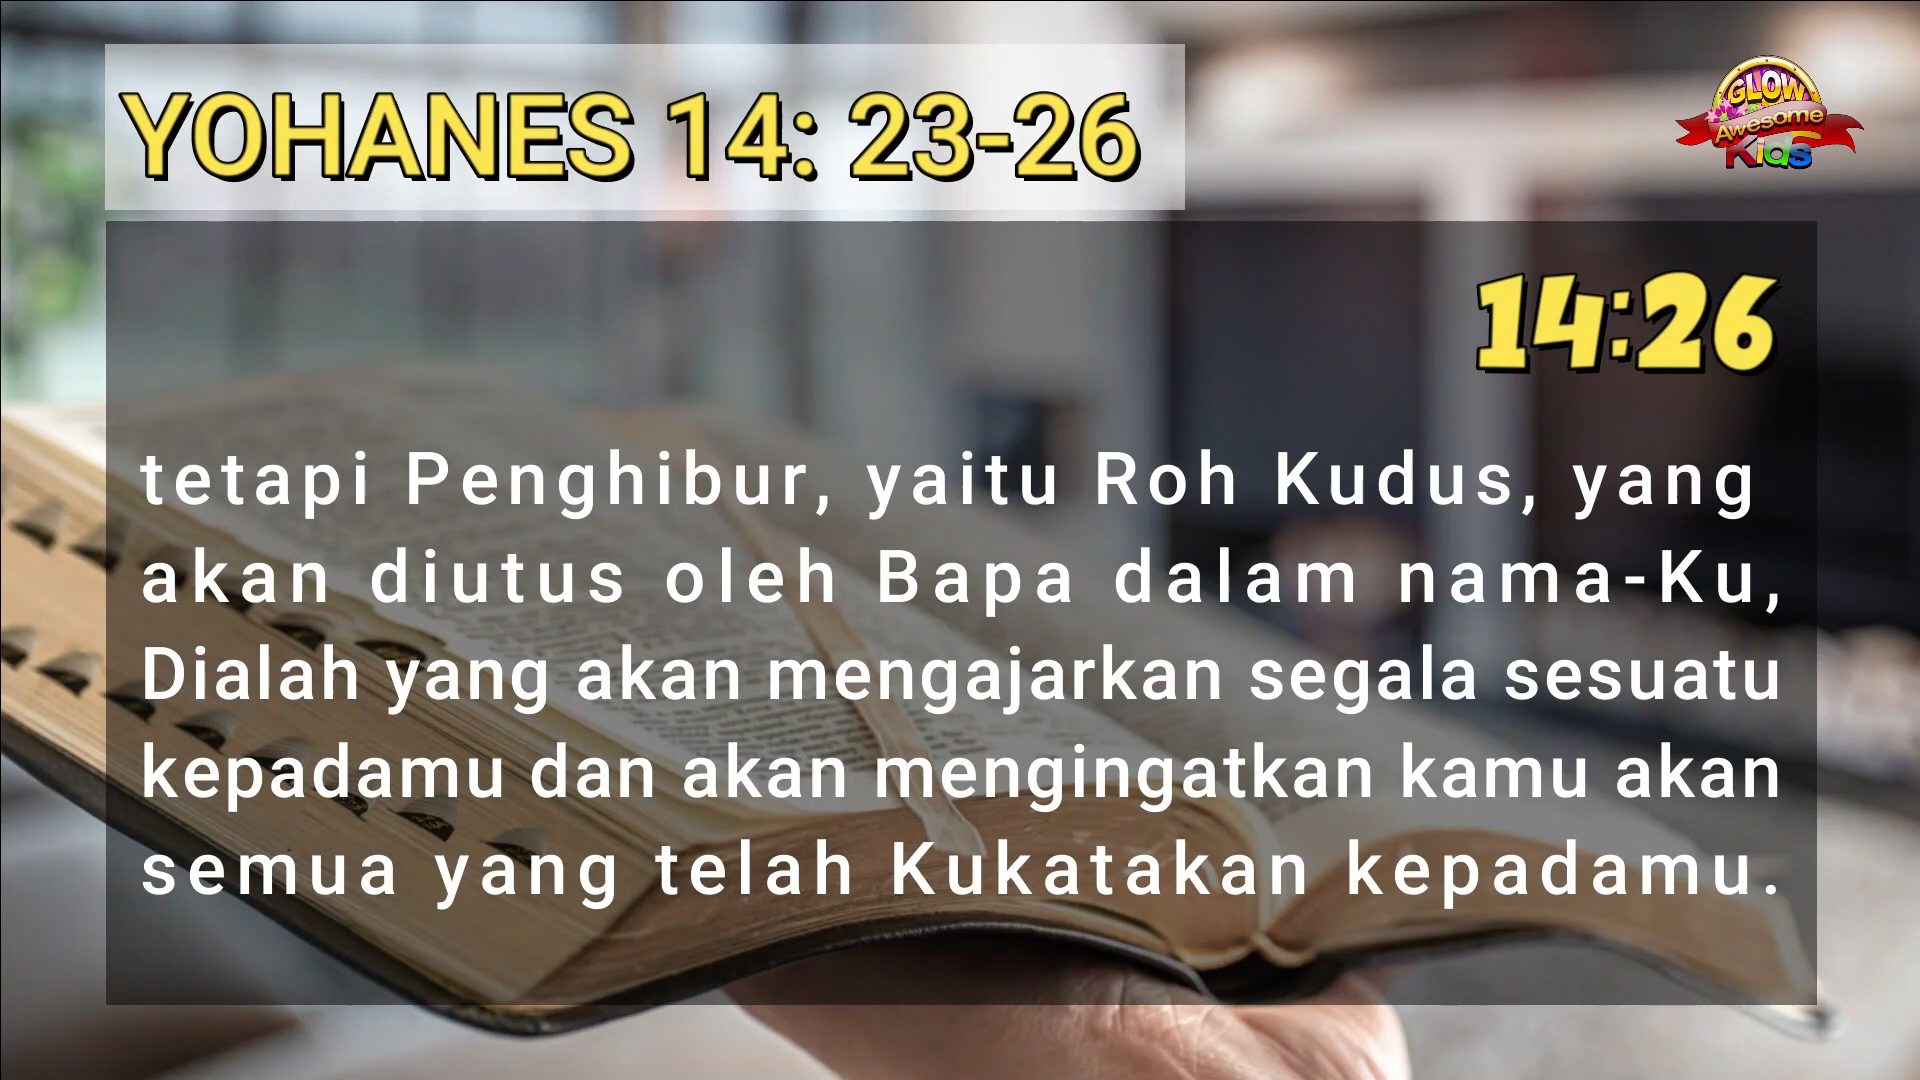 YOHANES 14: 23-26
GLOW
Awesome
Kids
14:26
tetapi Penghibur, yaitu Roh Kudus, yang
akan diutus oleh Bapa dalam nama-Ku,
Dialah yang akan mengajarkan segala sesuatu
kepadamu dan akan mengingatkan kamu akan
semua yang telah Kukatakan kepadamu.